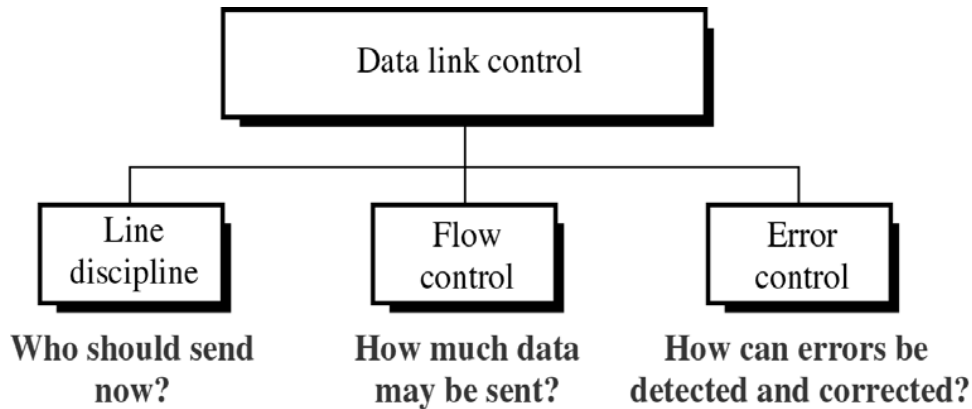 Data link control
Line
discipline
Flow
control
Error
control
Who should send
now?
How much data
may be sent?
How can errors be
detected and corrected?